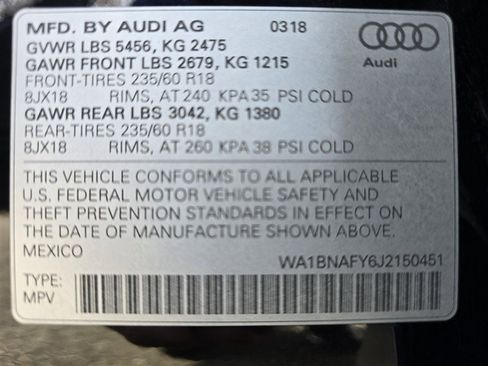 MFD. BY AUDI AG 0318
GVWR LBS 5456, KG 2475
GAWR FRONT LBS 2679, KG 1215
Audi
FRONT-TIRES 235/60 R18
8JX18 RIMS, AT 240 KPA 35 PSI COLD
GAWR REAR LBS 3042, KG 1380
REAR-TIRES 235/60 R18
8JX18 RIMS, AT 260 KPA 38 PSI COLD
THIS VEHICLE CONFORMS TO ALL APPLICABLE
U.S. FEDERAL MOTOR VEHICLE SAFETY AND
THEFT PREVENTION STANDARDS IN EFFECT ON
THE DATE OF MANUFACTURE SHOWN ABOVE.
MEXICO
WA1BNAFY6J2150451
TYPE:
MPV